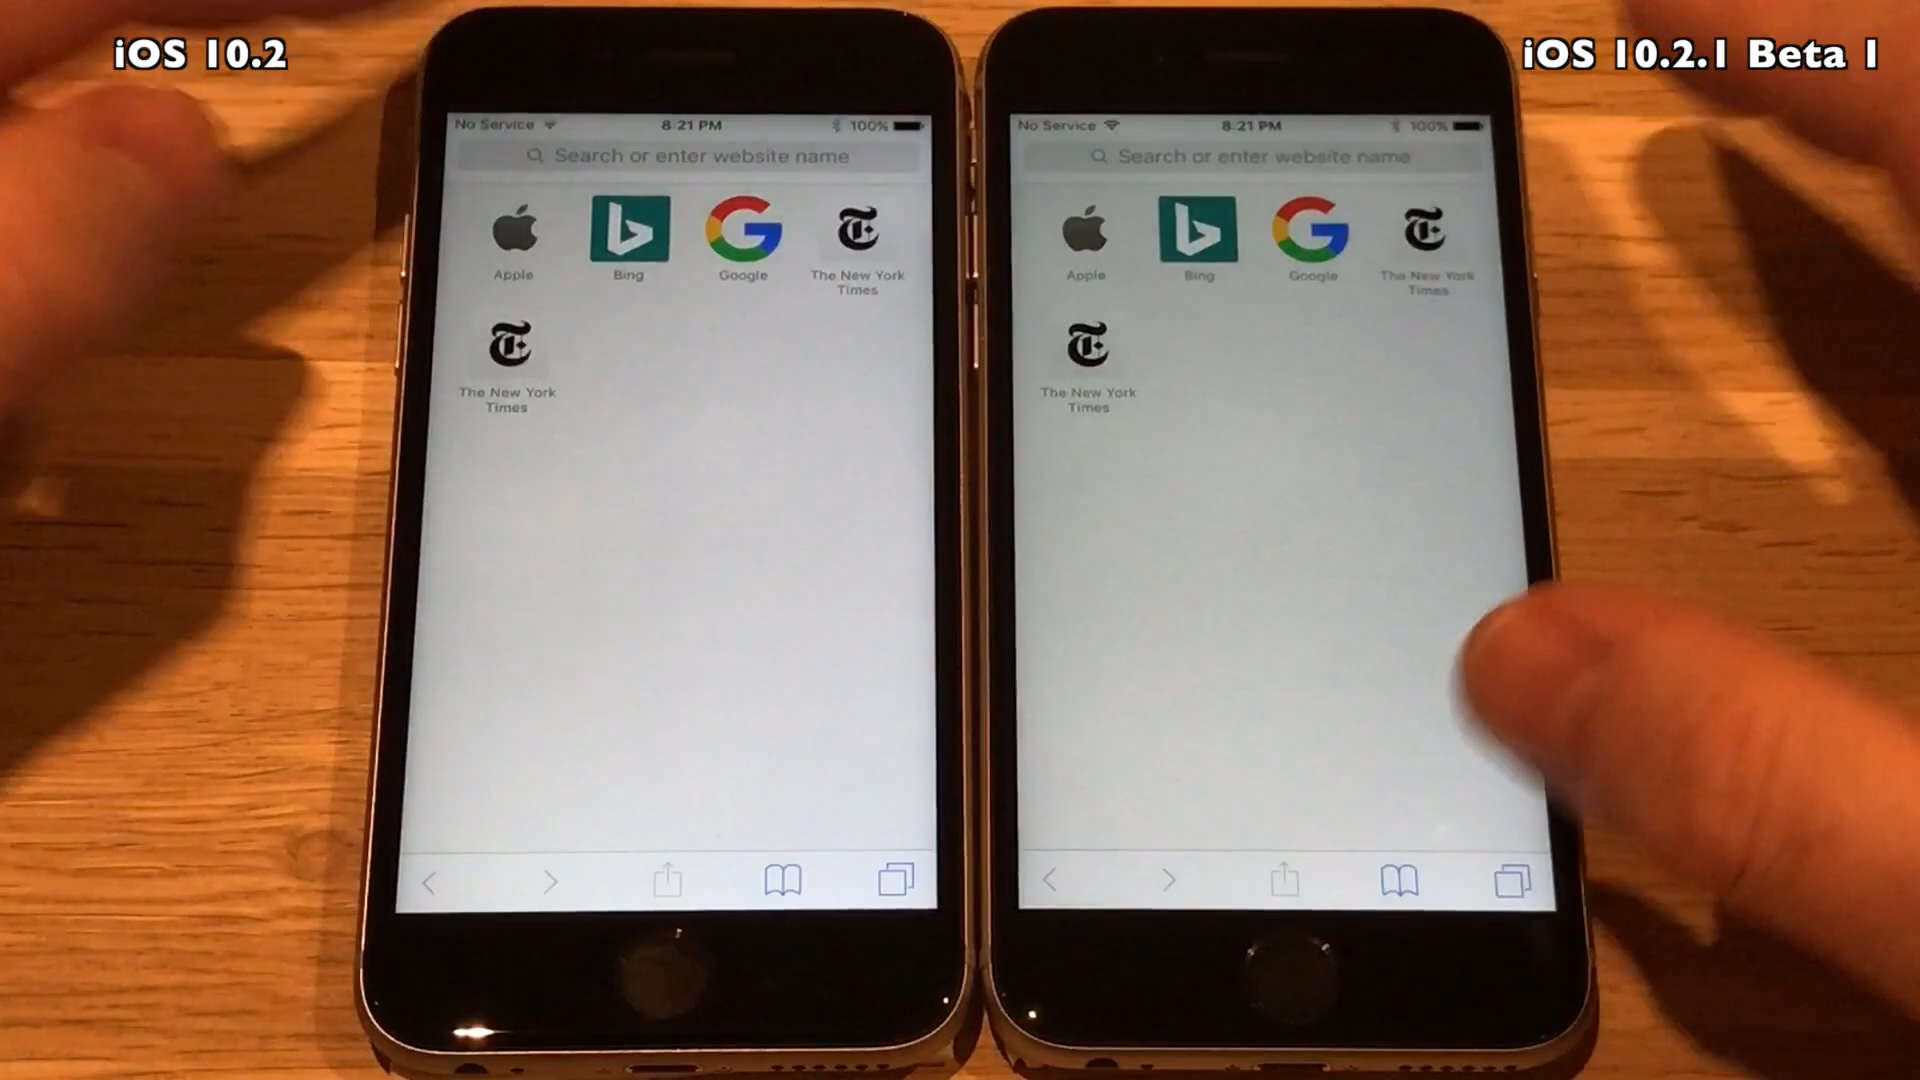 iOS 10.2
iOS 10.2.1 Beta 1
No Service 8:21 PM 100%
Search or enter website name
Apple Bing Google The New York
Times
The New York
Times
No Service 8:21 PM 100%
Search or enter website name
Apple Bing Google The New York
Times
The New York
Times